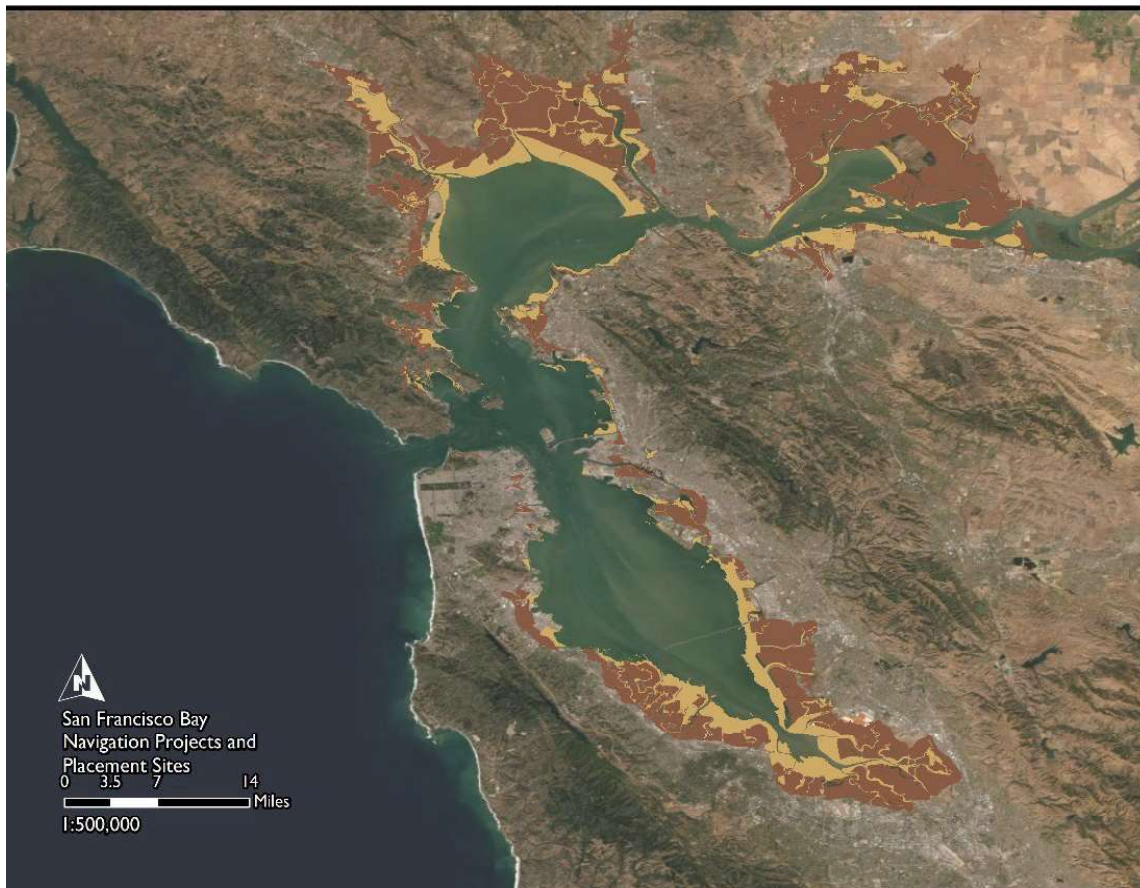 N
San Francisco Bay
Navigation Projects and
Placement Sites
0 3.5 7 14
Miles
1:500,000